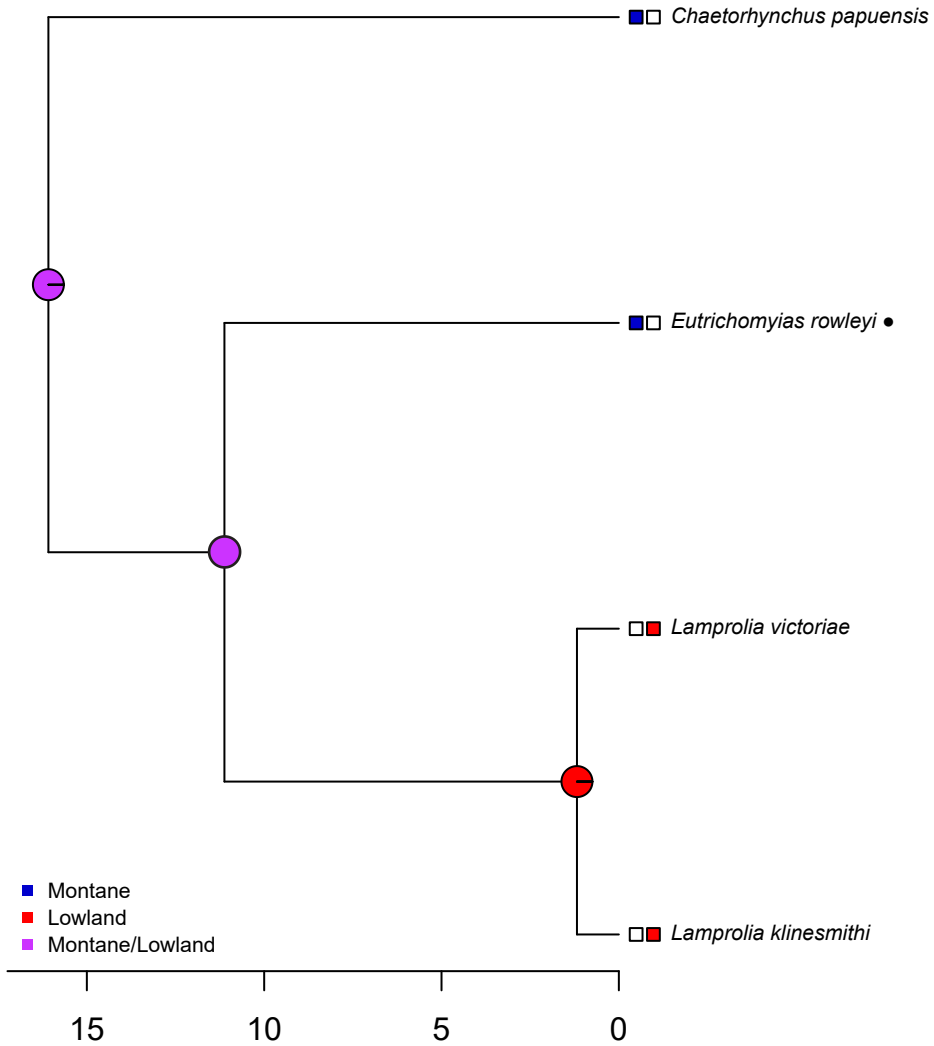 Chaetorhynchus papuensis
Eutrichomyias rowleyi •
Lamprolia victoriae
Lamprolia klinesmithi
Montane
Lowland
Montane/Lowland
15 10 5 0